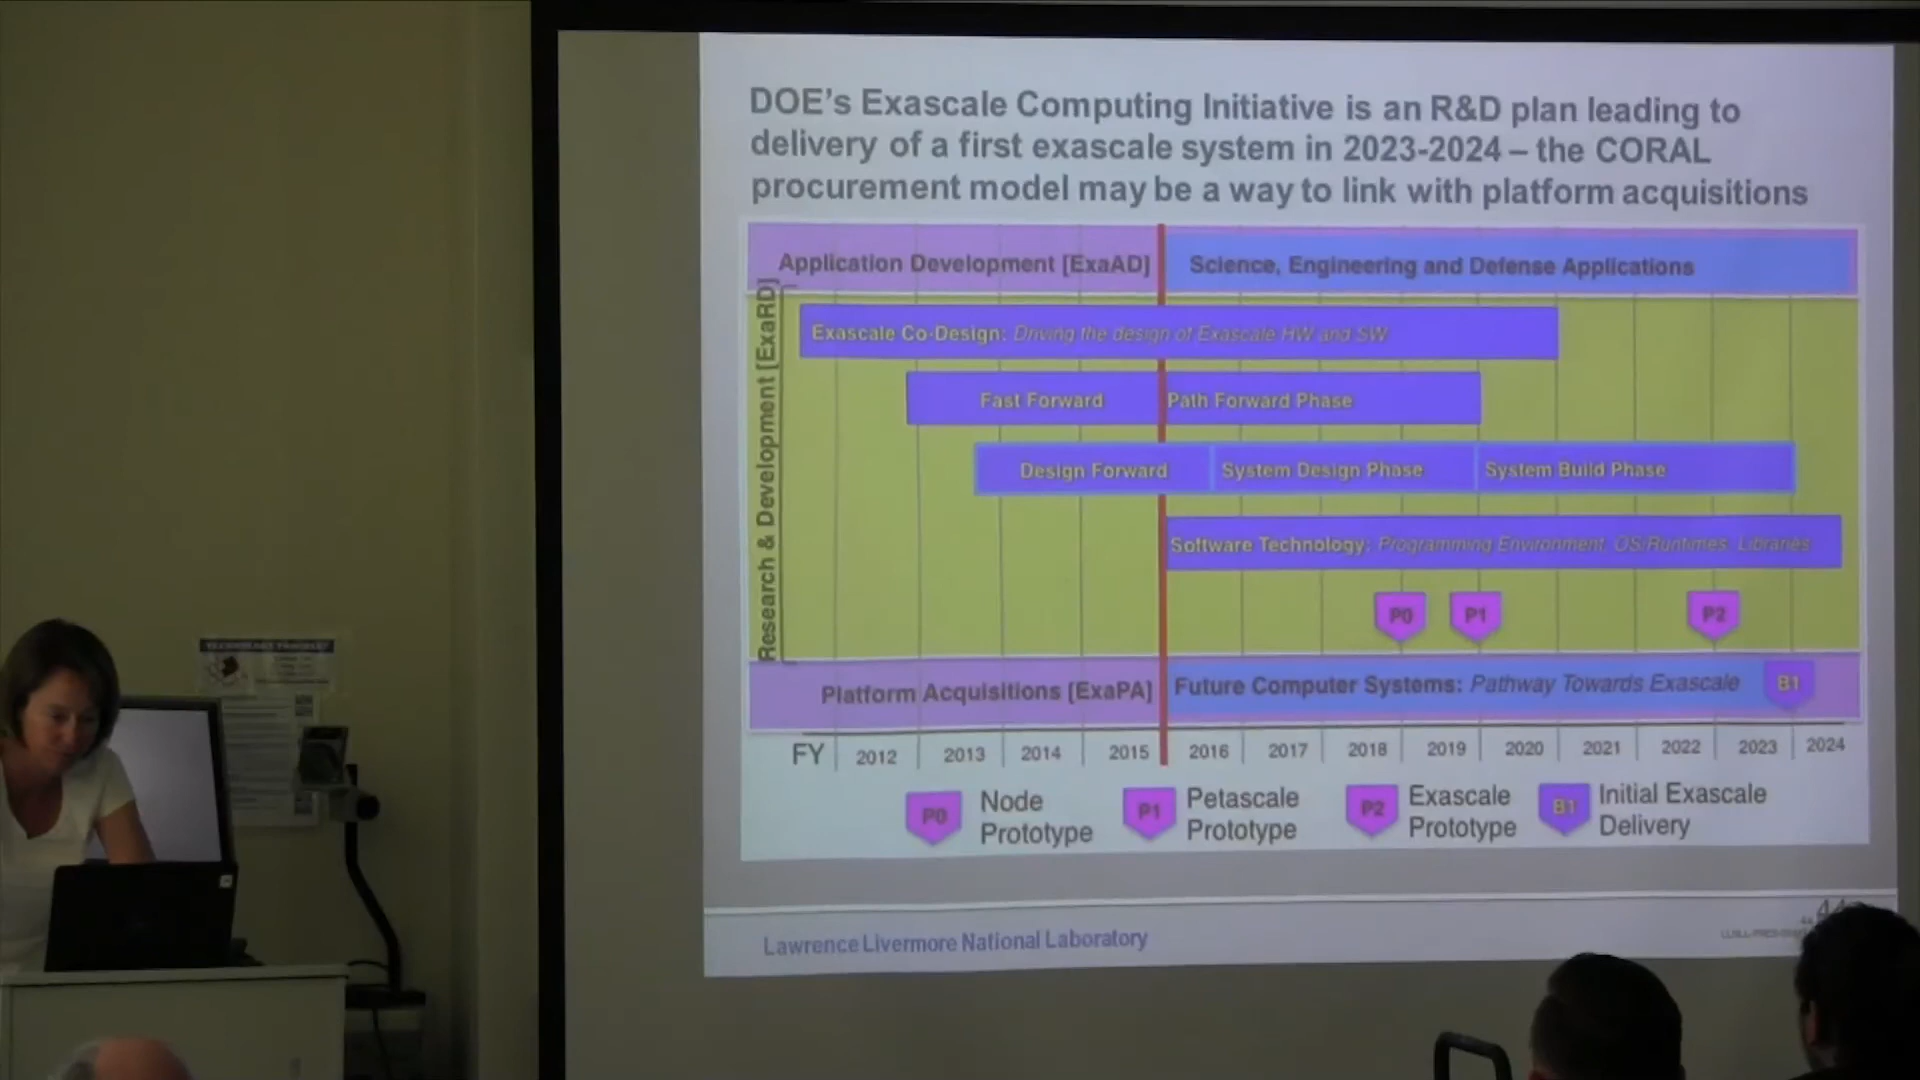 DOE's Exascale Computing Initiative is an R&D plan leading to
delivery of a first exascale system in 2023-2024 – the CORAL
procurement model may be a way to link with platform acquisitions
Application Development [ExaAD]
Science, Engineering and Defense Applications
Research & Development [ExaRD]
Exascale Co-Design: Driving the design of Exascale HW and SW
Fast Forward
Path Forward Phase
Design Forward
System Design Phase
System Build Phase
Software Technology: Programming Environment, OS/Runtimes, Libraries
P0
P1
P2
Platform Acquisitions [ExaPA]
Future Computer Systems: Pathway Towards Exascale
B1
FY 2012 2013 2014 2015 2016 2017 2018 2019 2020 2021 2022 2023 2024
P0 Node
Prototype
P1 Petascale
Prototype
P2 Exascale
Prototype
B1 Initial Exascale
Delivery
Lawrence Livermore National Laboratory
44